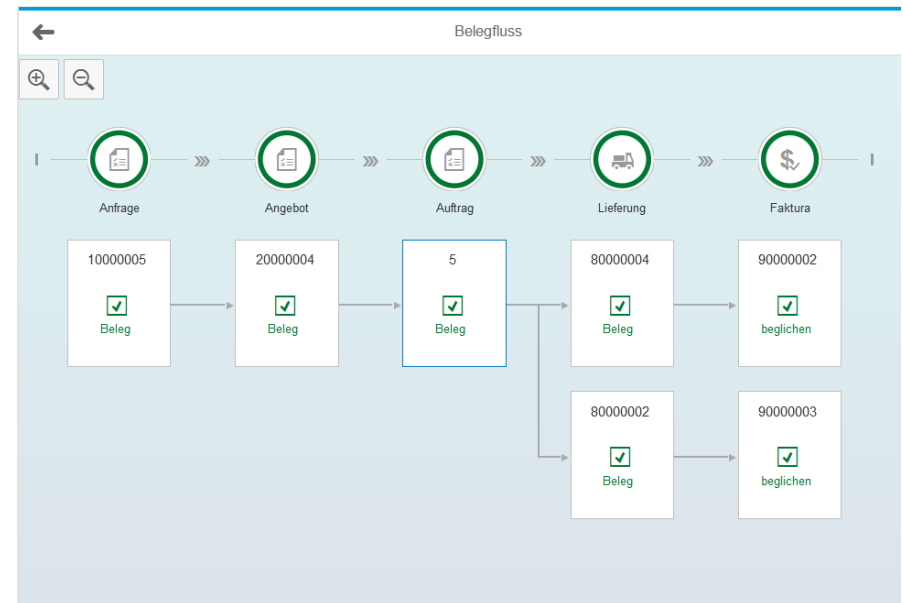 Belegfluss
Anfrage
Angebot
Auftrag
Lieferung
Faktura
10000005
Beleg
20000004
Beleg
5
Beleg
80000004
Beleg
90000002
beglichen
80000002
Beleg
90000003
beglichen